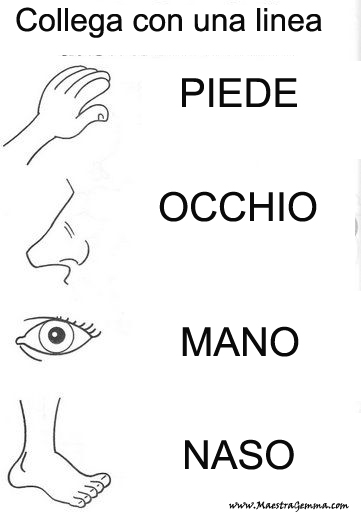 Collega con una linea
PIEDE
OCCHIO
MANO
NASO
www.MaestraGemma.com